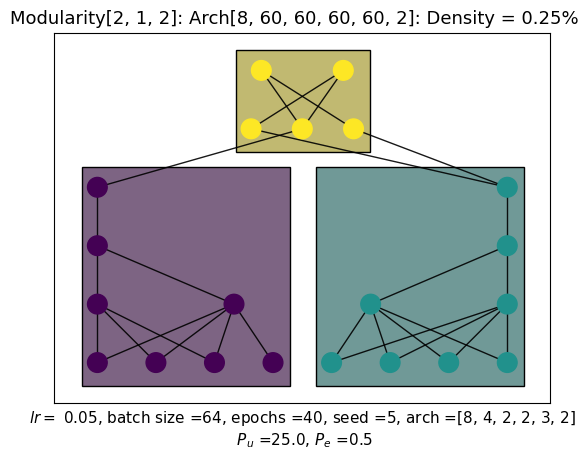 Modularity[2, 1, 2]: Arch[8, 60, 60, 60, 60, 2]: Density = 0.25%
lr = 0.05, batch size =64, epochs =40, seed =5, arch =[8, 4, 2, 2, 3, 2]
P_u =25.0, P_e =0.5